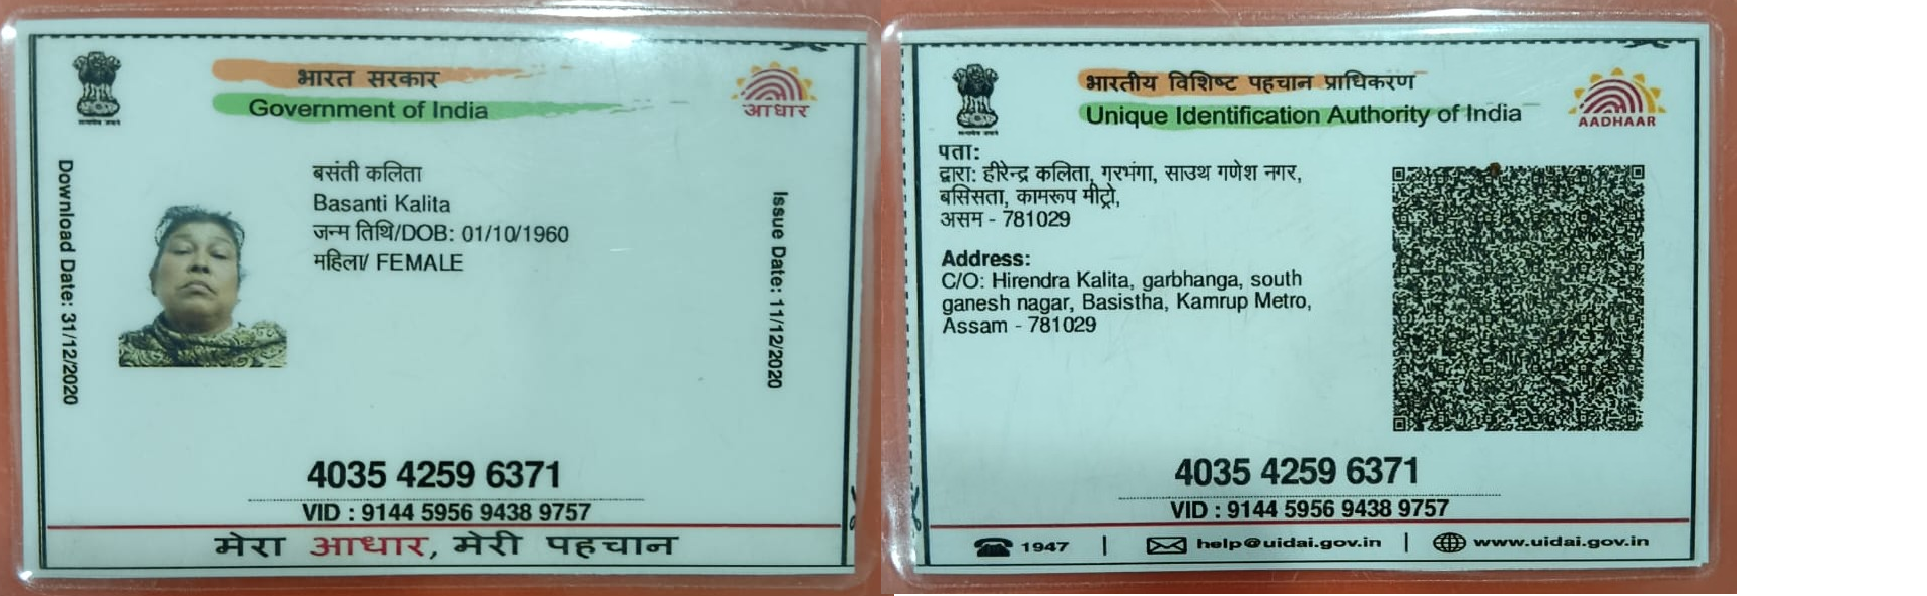 भारत सरकार
Government of India
आधार
Download Date: 31/12/2020
बसंती कलिता
Basanti Kalita
जन्म तिथि/DOB: 01/10/1960
महिला/ FEMALE
Issue Date: 11/12/2020
4035 4259 6371
VID : 9144 5956 9438 9757
मेरा आधार, मेरी पहचान
भारतीय विशिष्ट पहचान प्राधिकरण
Unique Identification Authority of India
AADHAAR
पता:
द्वारा: हीरेन्द्र कलिता, गरभंगा, साउथ गणेश नगर,
बसिसता, कामरूप मीट्रो,
असम - 781029
Address:
C/O: Hirendra Kalita, garbhanga, south
ganesh nagar, Basistha, Kamrup Metro,
Assam - 781029
4035 4259 6371
VID : 9144 5956 9438 9757
1947 | help@uidai.gov.in | www.uidai.gov.in